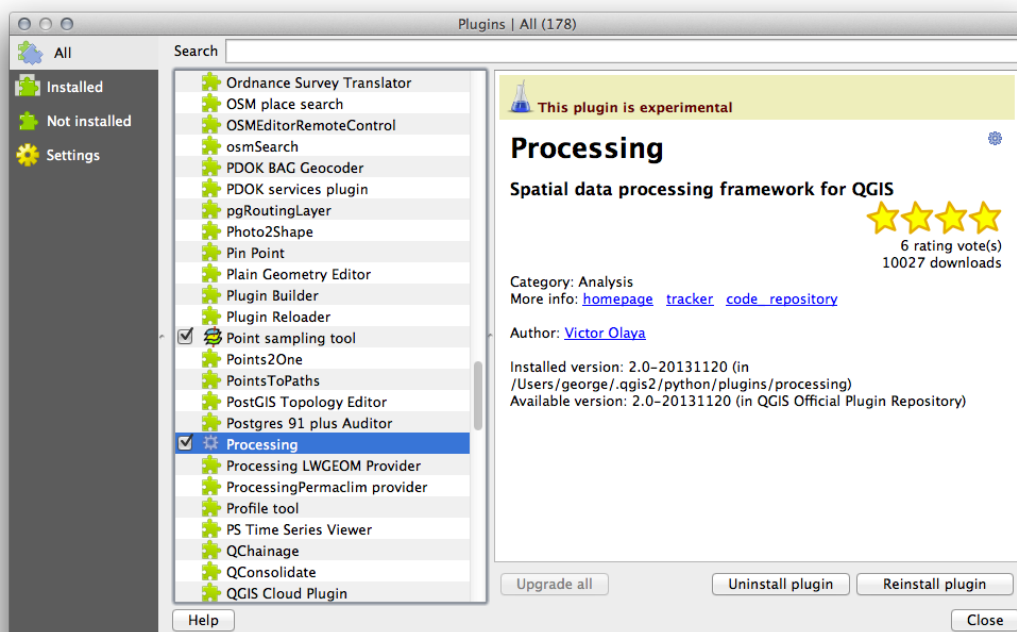 Plugins | All (178)
All
Installed
Not installed
Settings
Search
Ordnance Survey Translator
OSM place search
OSMEditorRemoteControl
osmSearch
PDOK BAG Geocoder
PDOK services plugin
pgRoutingLayer
Photo2Shape
Pin Point
Plain Geometry Editor
Plugin Builder
Plugin Reloader
Point sampling tool
Points2One
PointsToPaths
PostGIS Topology Editor
Postgres 91 plus Auditor
Processing
Processing LWGEOM Provider
ProcessingPermaclim provider
Profile tool
PS Time Series Viewer
QChainage
QConsolidate
QGIS Cloud Plugin
This plugin is experimental
Processing
Spatial data processing framework for QGIS
6 rating vote(s)
10027 downloads
Category: Analysis
More info: homepage tracker code_repository
Author: Victor Olaya
Installed version: 2.0-20131120 (in
/Users/george/.qgis2/python/plugins/processing)
Available version: 2.0-20131120 (in QGIS Official Plugin Repository)
Upgrade all
Uninstall plugin
Reinstall plugin
Help
Close